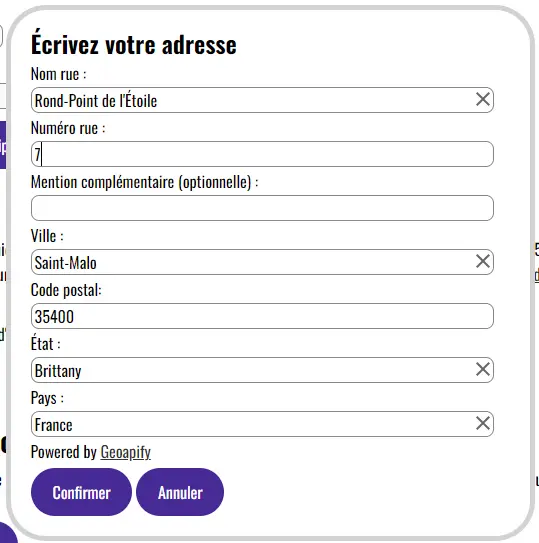 Écrivez votre adresse
Nom rue :
Rond-Point de l'Étoile
Numéro rue :
7
Mention complémentaire (optionnelle) :
Ville :
Saint-Malo
Code postal:
35400
État :
Brittany
Pays :
France
Powered by Geoapify
Confirmer Annuler